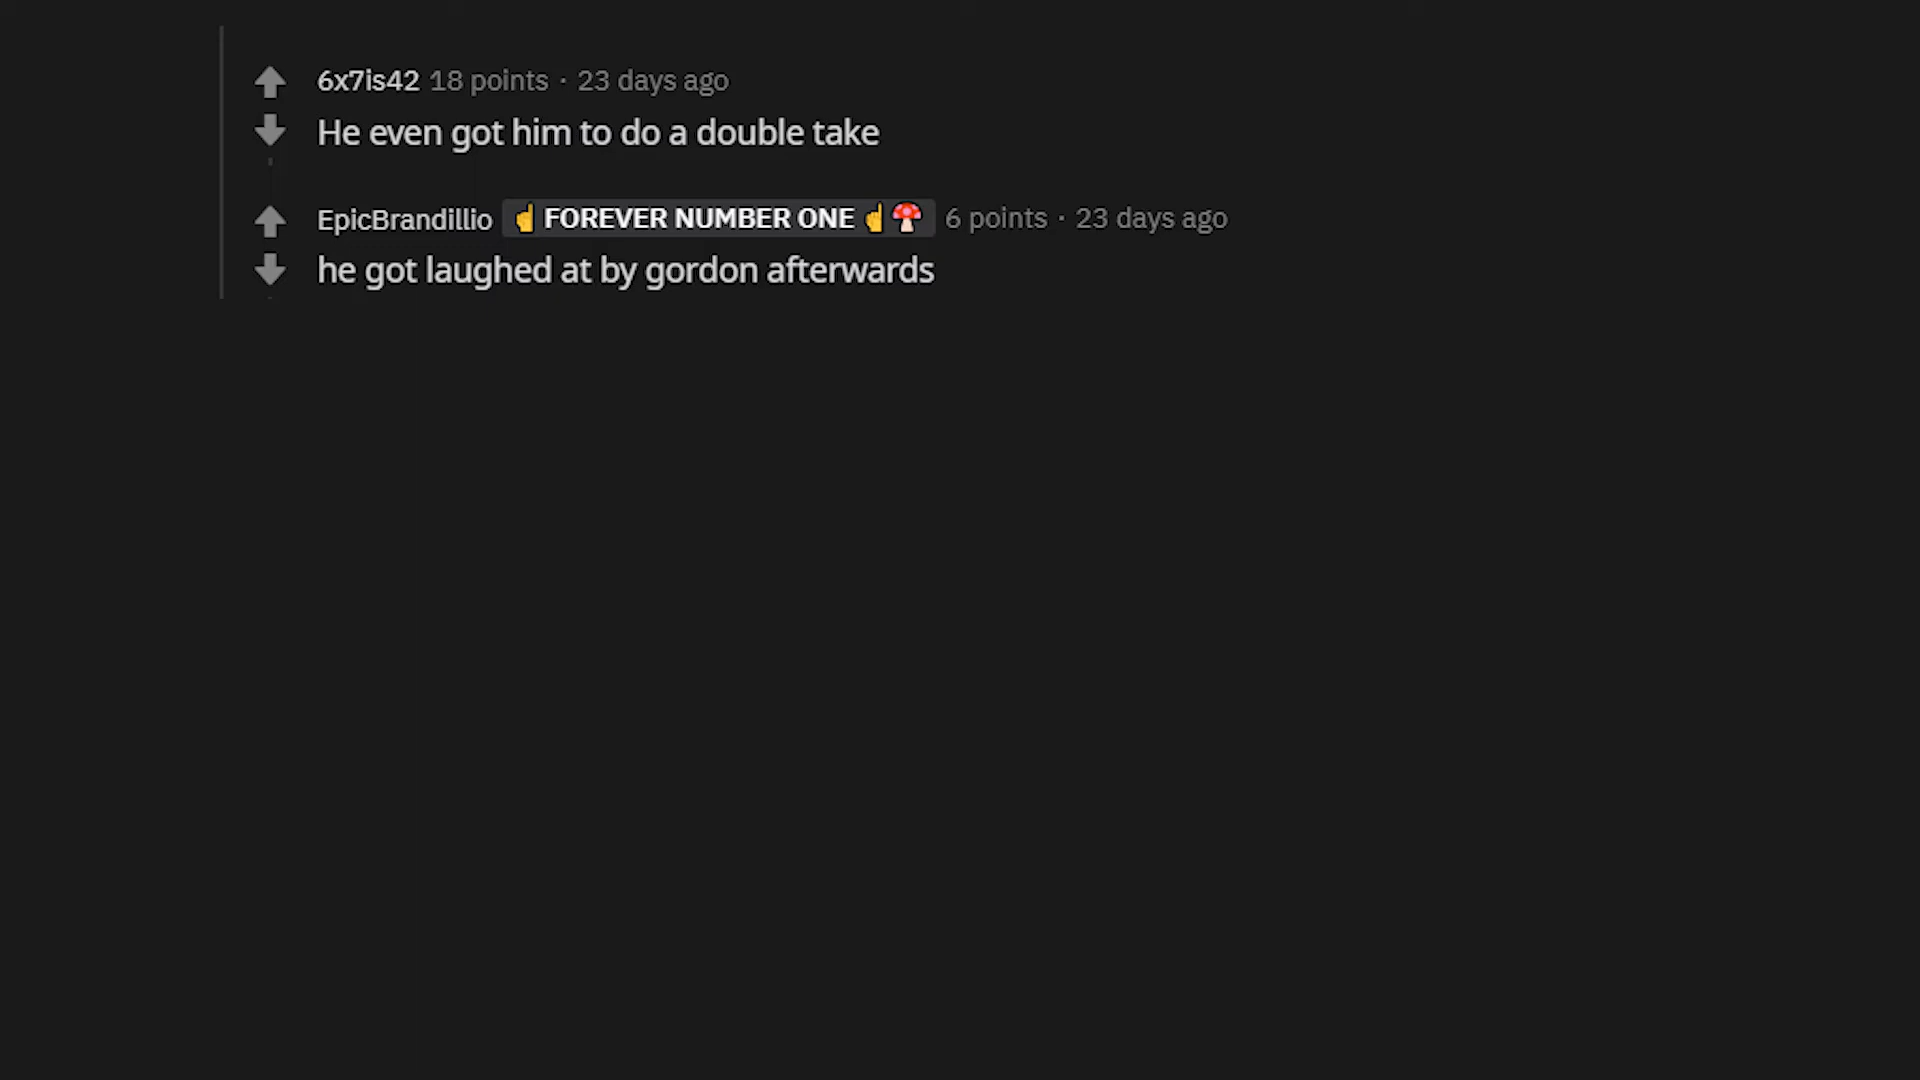 6x7is42 18 points · 23 days ago
He even got him to do a double take
EpicBrandillio ☝FOREVER NUMBER ONE ☝🍄 6 points · 23 days ago
he got laughed at by gordon afterwards